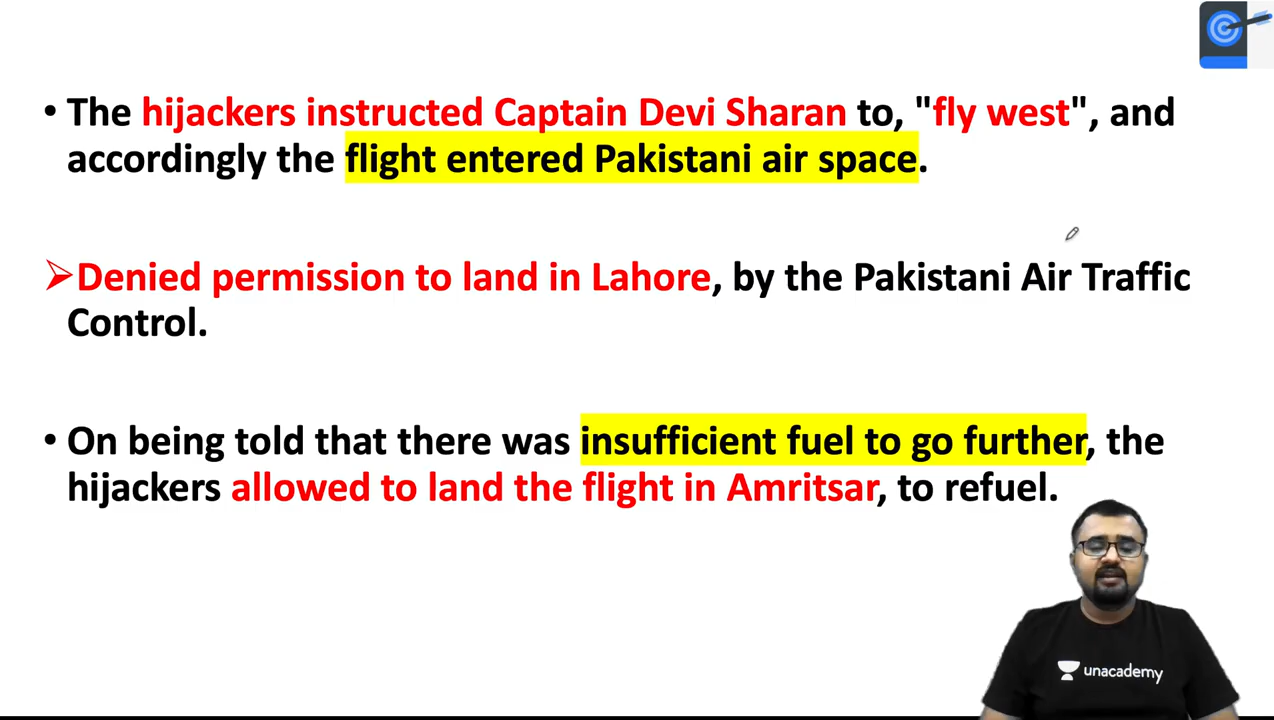 • The hijackers instructed Captain Devi Sharan to, "fly west", and
accordingly the flight entered Pakistani air space.
➢Denied permission to land in Lahore, by the Pakistani Air Traffic
Control.
• On being told that there was insufficient fuel to go further, the
hijackers allowed to land the flight in Amritsar, to refuel.
unacademy